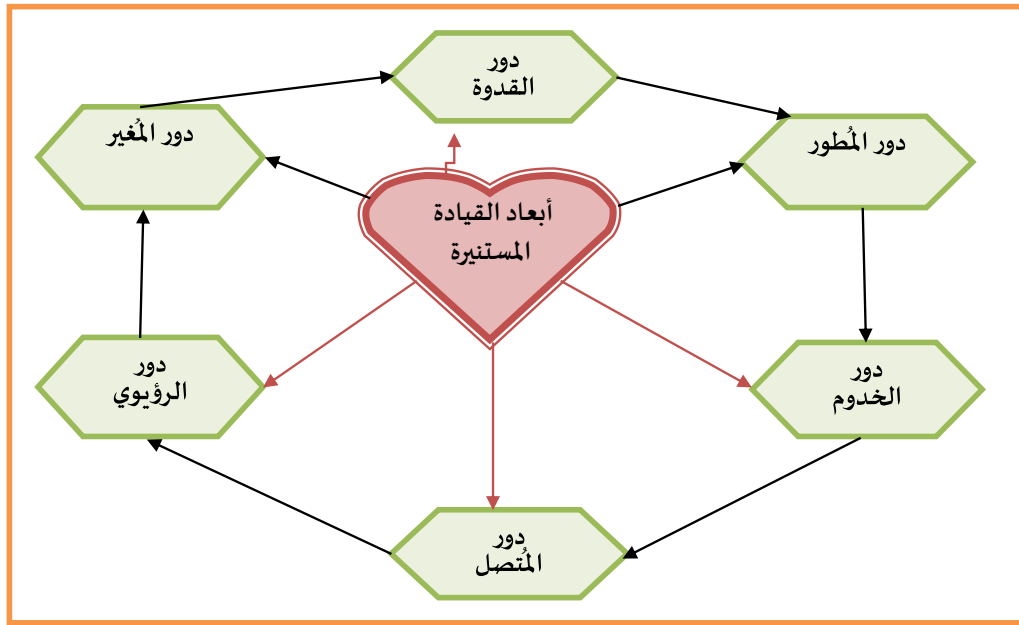 دور
القدوة
دور المُطور
دور المُغير
أبعاد القيادة
المستنيرة
دور
الخدوم
دور
الرؤيوي
دور
المُتصل